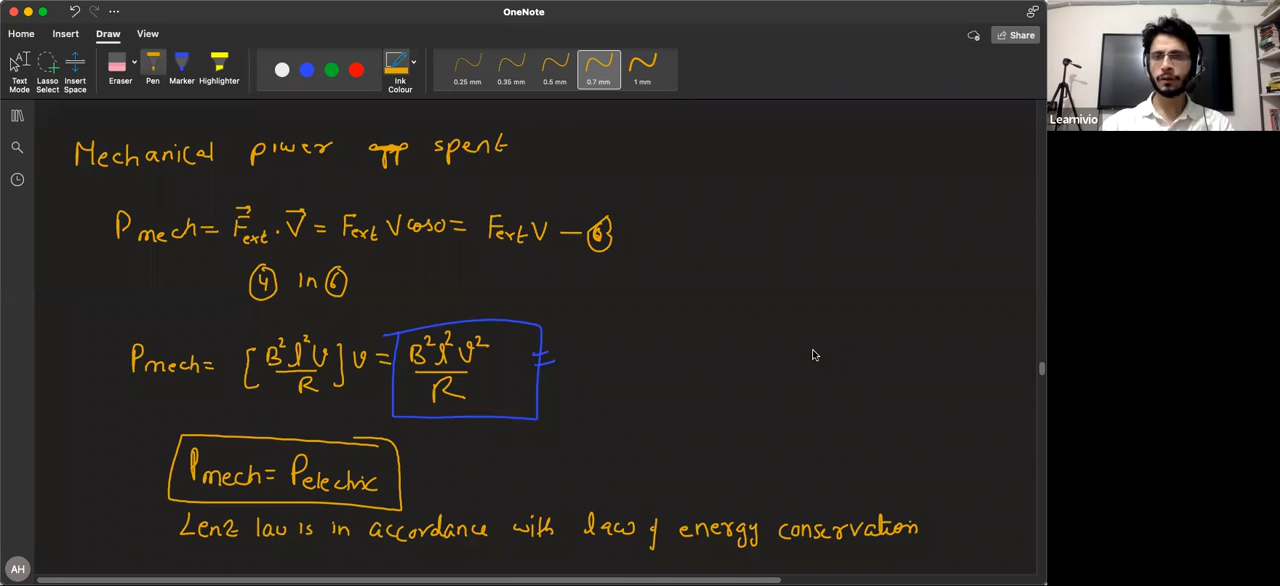 OneNote
Home Insert Draw View
Share
Text Mode
Lasso Select
Insert Space
Eraser
Pen
Marker
Highlighter
Ink Colour
0.25 mm 0.35 mm 0.5 mm 0.7 mm 1 mm
Learnivio
Mechanical power app spent
Pmech = F⃗ext . V⃗ = Fext V cos0 = Fext V — ⑥
④ in ⑥
Pmech = [B²l²v/R] v = B²l²v²/R =
Pmech = Pelectric
Lenz law is in accordance with law of energy conservation
AH